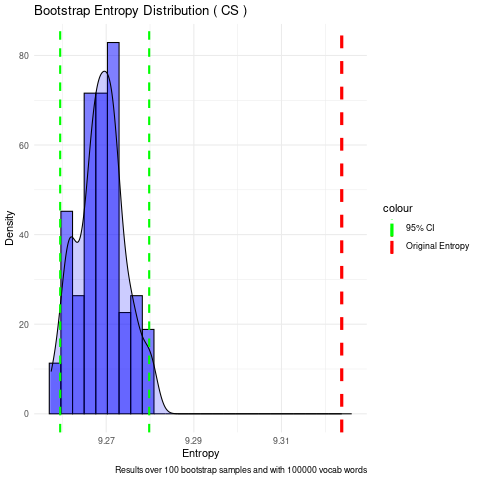 Bootstrap Entropy Distribution ( CS )
80
60
40
20
0
Density
9.27
9.29
9.31
Entropy
colour
95% CI
Original Entropy
Results over 100 bootstrap samples and with 100000 vocab words